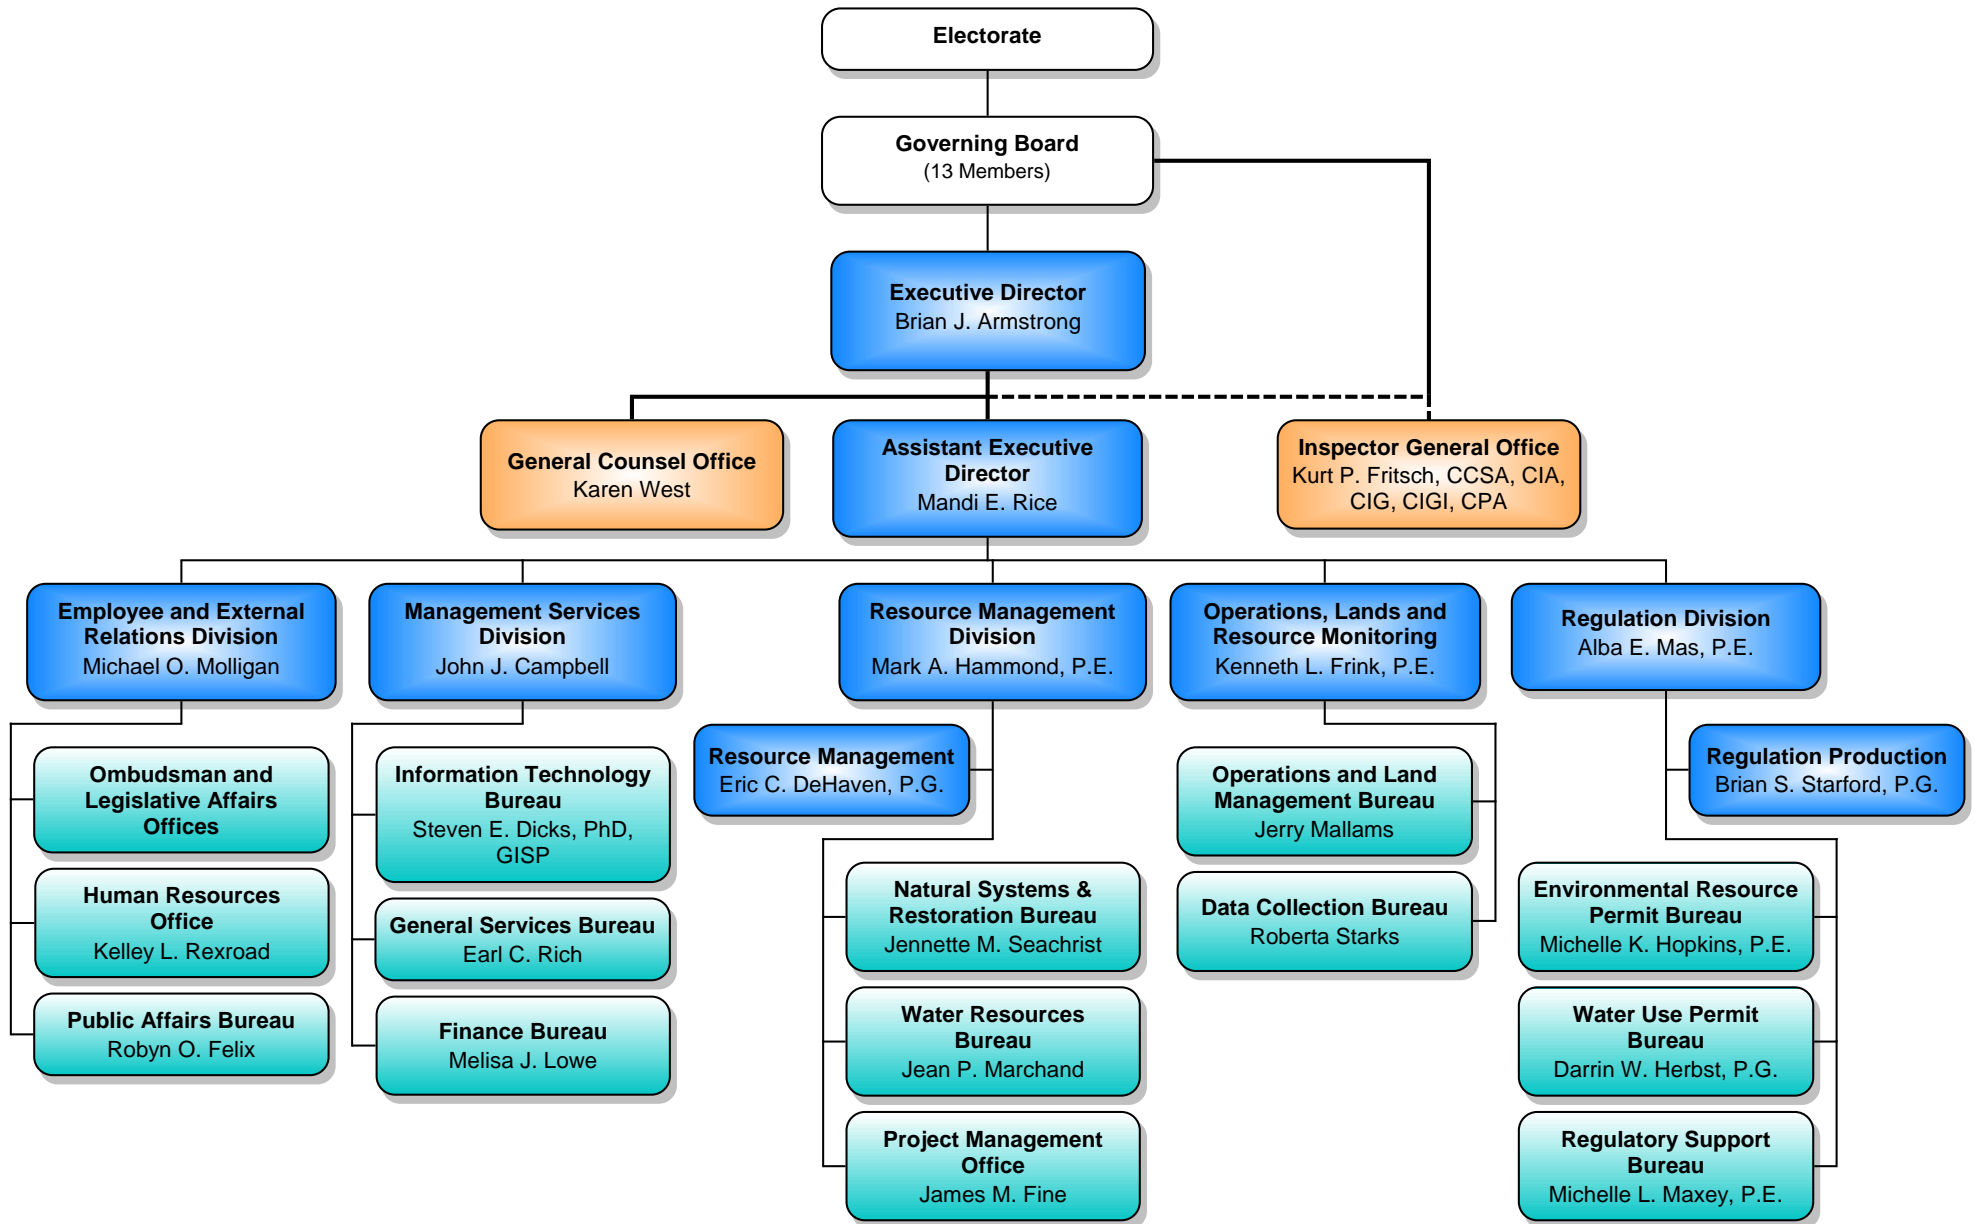 Electorate
Governing Board
(13 Members)
Executive Director
Brian J. Armstrong
General Counsel Office
Karen West
Assistant Executive
Director
Mandi E. Rice
Inspector General Office
Kurt P. Fritsch, CCSA, CIA,
CIG, CIGI, CPA
Employee and External
Relations Division
Michael O. Molligan
Management Services
Division
John J. Campbell
Resource Management
Division
Mark A. Hammond, P.E.
Operations, Lands and
Resource Monitoring
Kenneth L. Frink, P.E.
Regulation Division
Alba E. Mas, P.E.
Ombudsman and
Legislative Affairs
Offices
Human Resources
Office
Kelley L. Rexroad
Public Affairs Bureau
Robyn O. Felix
Information Technology
Bureau
Steven E. Dicks, PhD,
GISP
General Services Bureau
Earl C. Rich
Finance Bureau
Melisa J. Lowe
Resource Management
Eric C. DeHaven, P.G.
Natural Systems &
Restoration Bureau
Jennette M. Seachrist
Water Resources
Bureau
Jean P. Marchand
Project Management
Office
James M. Fine
Operations and Land
Management Bureau
Jerry Mallams
Data Collection Bureau
Roberta Starks
Regulation Production
Brian S. Starford, P.G.
Environmental Resource
Permit Bureau
Michelle K. Hopkins, P.E.
Water Use Permit
Bureau
Darrin W. Herbst, P.G.
Regulatory Support
Bureau
Michelle L. Maxey, P.E.